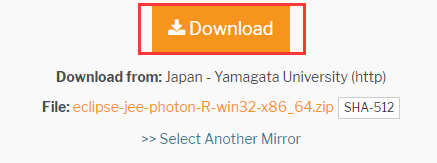 Download
Download from: Japan - Yamagata University (http)
File: eclipse-jee-photon-R-win32-x86_64.zip SHA-512
>> Select Another Mirror